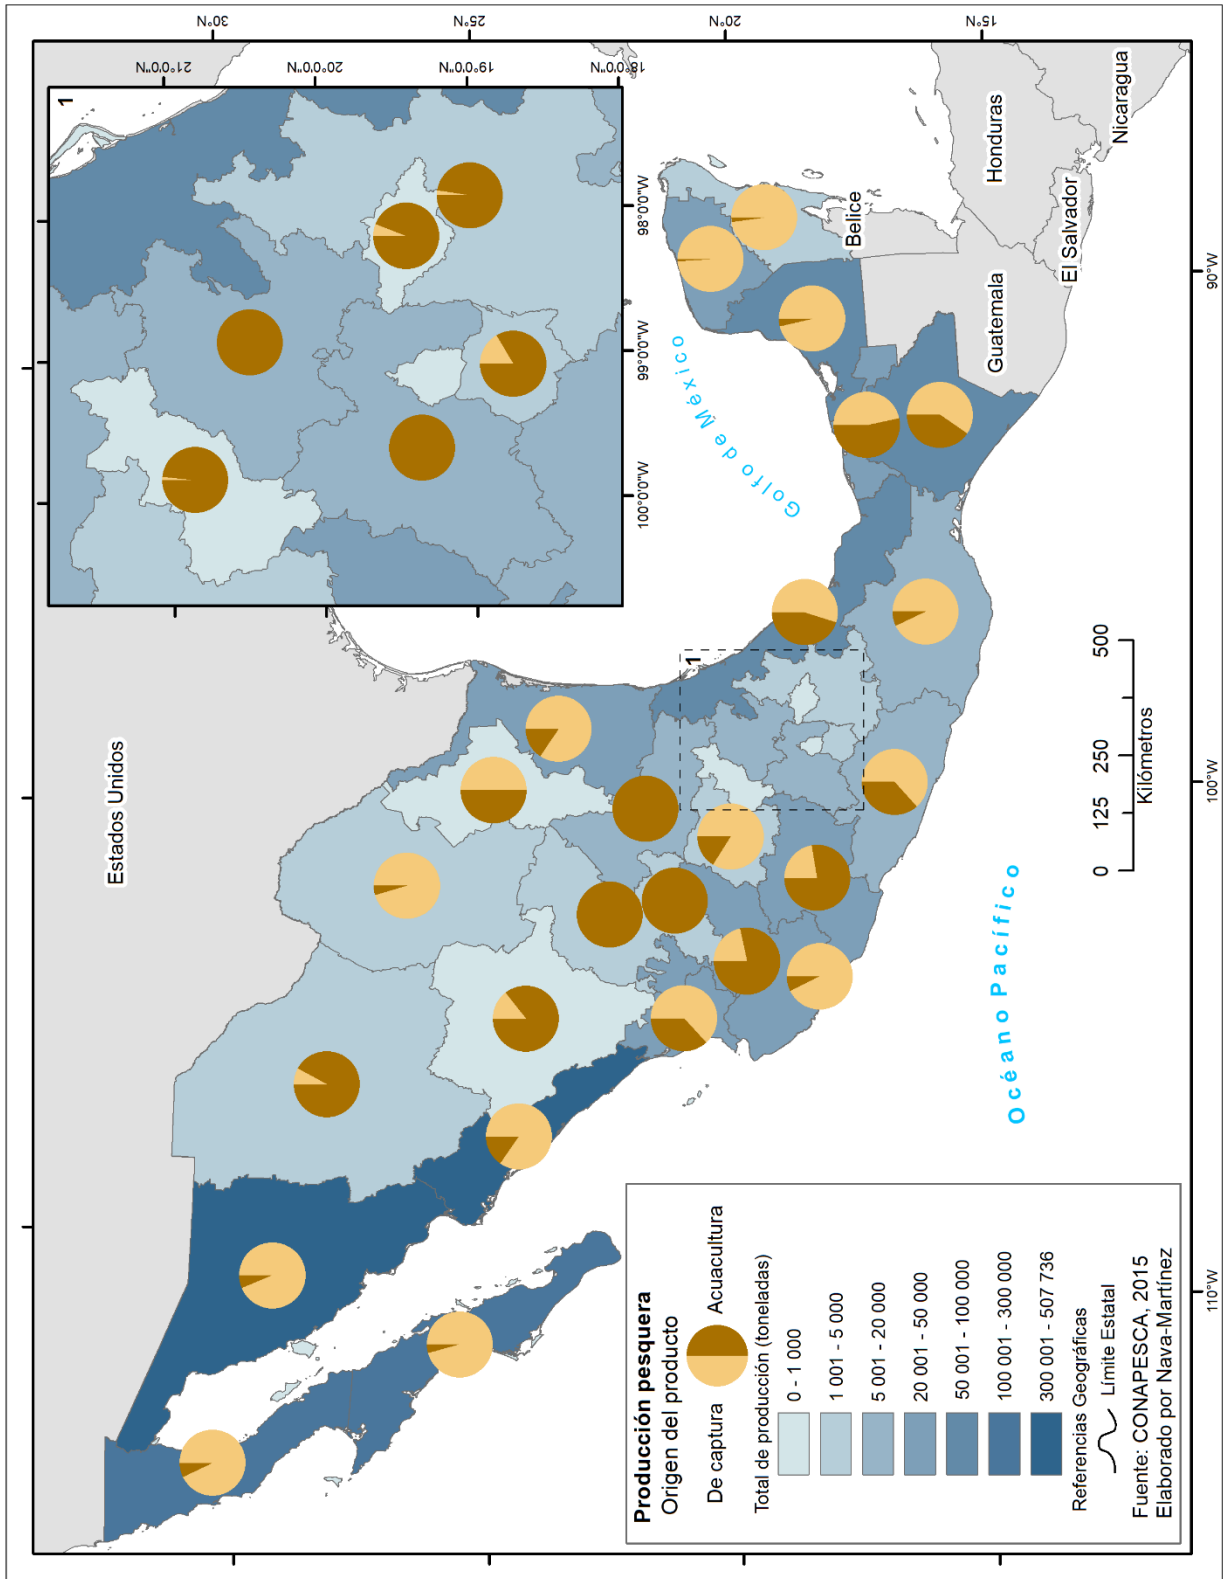 30°N
25°N
20°N
15°N
Estados Unidos
1
21°0'0"N
20°0'0"N
19°0'0"N
18°0'0"N
100°0'0"W
99°0'0"W
98°0'0"W
1
Golfo de México
Océano Pacífico
Belice
Guatemala
Honduras
El Salvador
Nicaragua
110°W
100°W
90°W
0 125 250 500
Kilómetros
Producción pesquera
Origen del producto
De captura Acuacultura
Total de producción (toneladas)
0 - 1 000
1 001 - 5 000
5 001 - 20 000
20 001 - 50 000
50 001 - 100 000
100 001 - 300 000
300 001 - 507 736
Referencias Geográficas
Límite Estatal
Fuente: CONAPESCA, 2015
Elaborado por Nava-Martínez